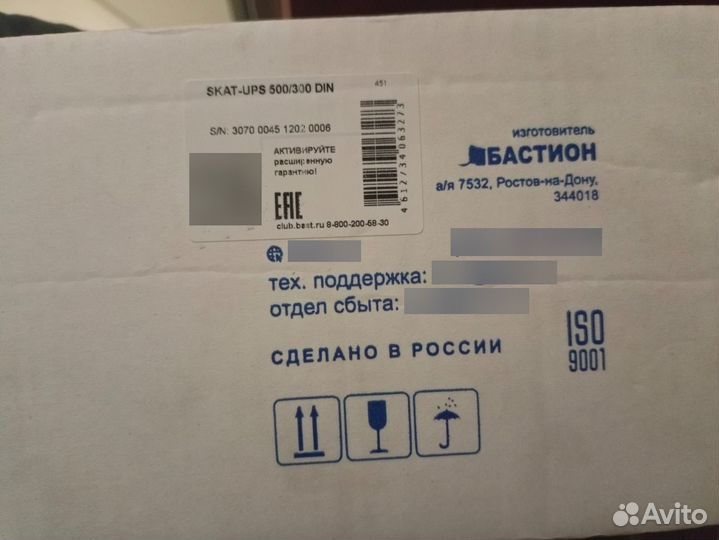 SKAT-UPS 500/300 DIN
451
S/N: 3070 0045 1202 0006
АКТИВИРУЙТЕ
расширенную
гарантию!
EAC
club.bast.ru 8-800-200-58-30
4 612734 063273
изготовитель
БАСТИОН
а/я 7532, Ростов-на-Дону,
344018
тех. поддержка:
отдел сбыта:
СДЕЛАНО В РОССИИ
ISO
9001
Avito